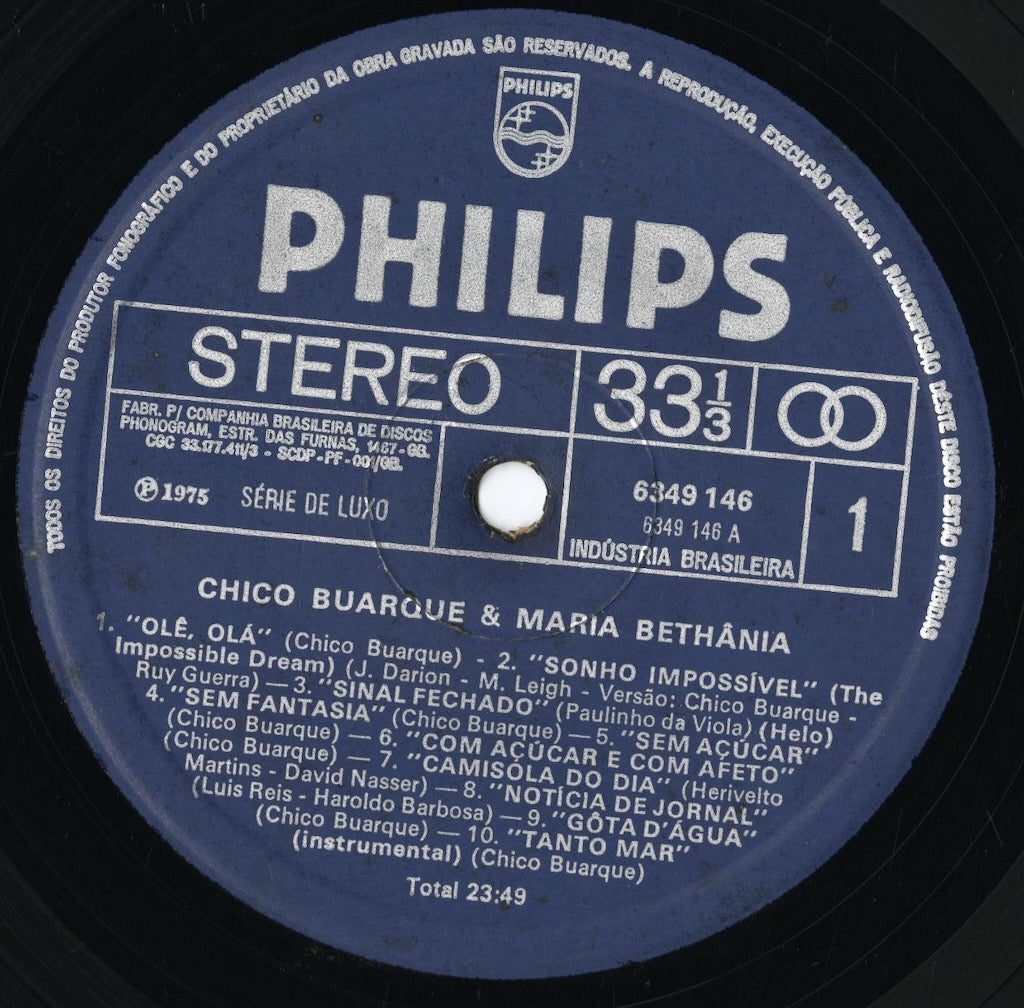 TODOS OS DIREITOS DO PRODUTOR FONOGRÁFICO E DO PROPRIETÁRIO DA OBRA GRAVADA SÃO RESERVADOS. A REPRODUÇÃO, EXECUÇÃO PÚBLICA E RADIODIFUSÃO DÊSTE DISCO ESTÃO PROIBIDAS
PHILIPS
PHILIPS
STEREO
33 1/3
FABR. P/ COMPANHIA BRASILEIRA DE DISCOS
PHONOGRAM, ESTR. DAS FURNAS, 1467-GB.
CGC 33.177.411/3 - SCDP-PF-001/GB.
℗ 1975 SÉRIE DE LUXO
6349 146
6349 146 A
INDÚSTRIA BRASILEIRA
1
CHICO BUARQUE & MARIA BETHÂNIA
1. "OLÊ, OLÁ" (Chico Buarque) - 2. "SONHO IMPOSSÍVEL" (The
Impossible Dream) (J. Darion - M. Leigh - Versão: Chico Buarque -
Ruy Guerra) — 3. "SINAL FECHADO" (Paulinho da Viola) (Helo)
4. "SEM FANTASIA" (Chico Buarque) — 5. "SEM AÇÚCAR"
(Chico Buarque) — 6. "COM AÇÚCAR E COM AFETO"
(Chico Buarque) — 7. "CAMISOLA DO DIA" (Herivelto
Martins - David Nasser) — 8. "NOTÍCIA DE JORNAL"
(Luis Reis - Haroldo Barbosa) — 9. "GÔTA D'ÁGUA"
(Chico Buarque) — 10. "TANTO MAR"
(instrumental) (Chico Buarque)
Total 23:49